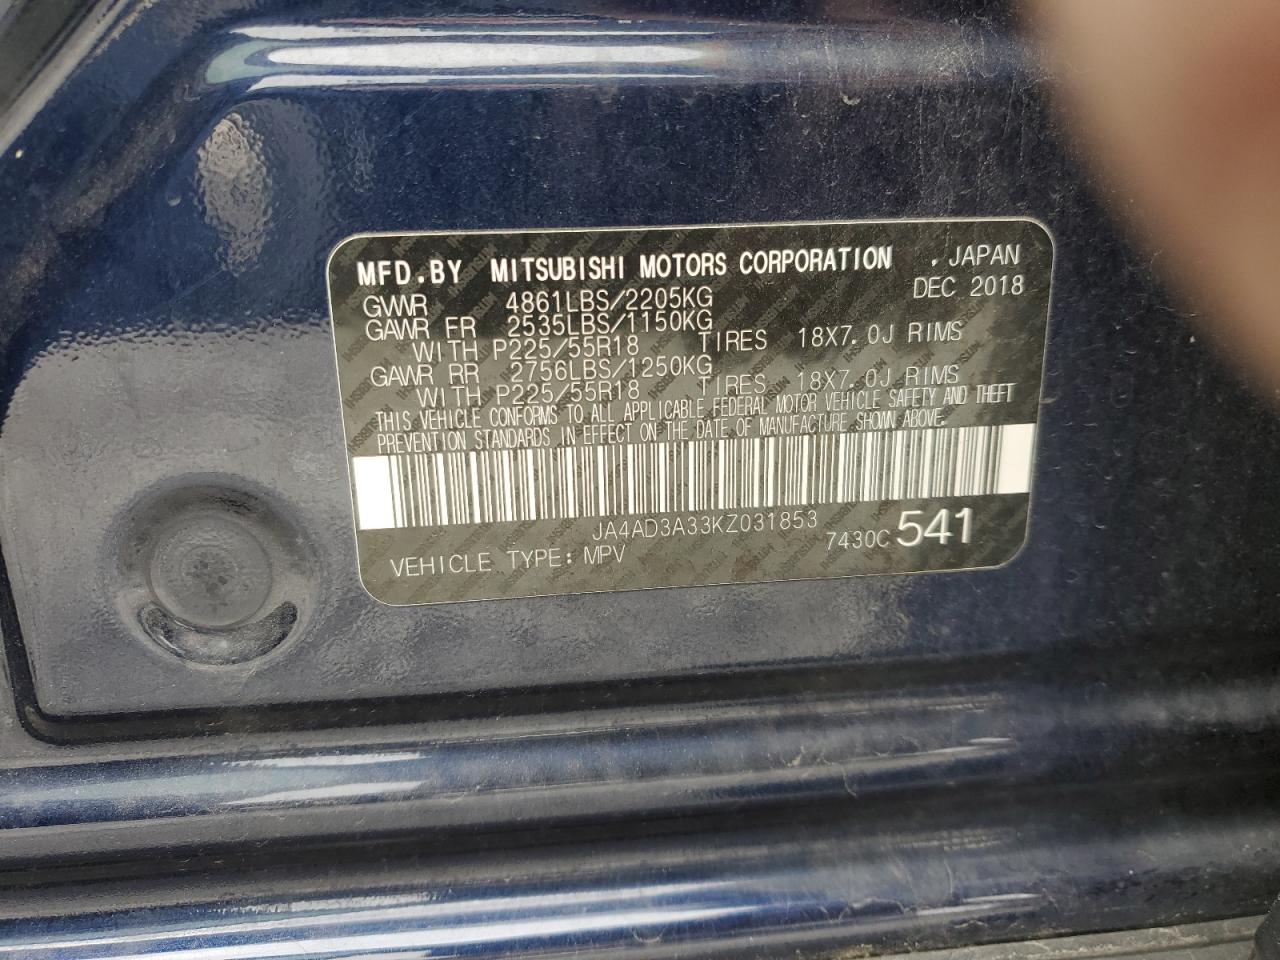 MFD.BY MITSUBISHI MOTORS CORPORATION . JAPAN
DEC 2018
GVWR 4861LBS/2205KG
GAWR FR 2535LBS/1150KG
WITH P225/55R18 TIRES 18X7.0J RIMS
GAWR RR 2756LBS/1250KG
WITH P225/55R18 TIRES 18X7.0J RIMS
THIS VEHICLE CONFORMS TO ALL APPLICABLE FEDERAL MOTOR VEHICLE SAFETY AND THEFT
PREVENTION STANDARDS IN EFFECT ON THE DATE OF MANUFACTURE SHOWN ABOVE.
JA4AD3A33KZ031853
7430C 541
VEHICLE TYPE: MPV